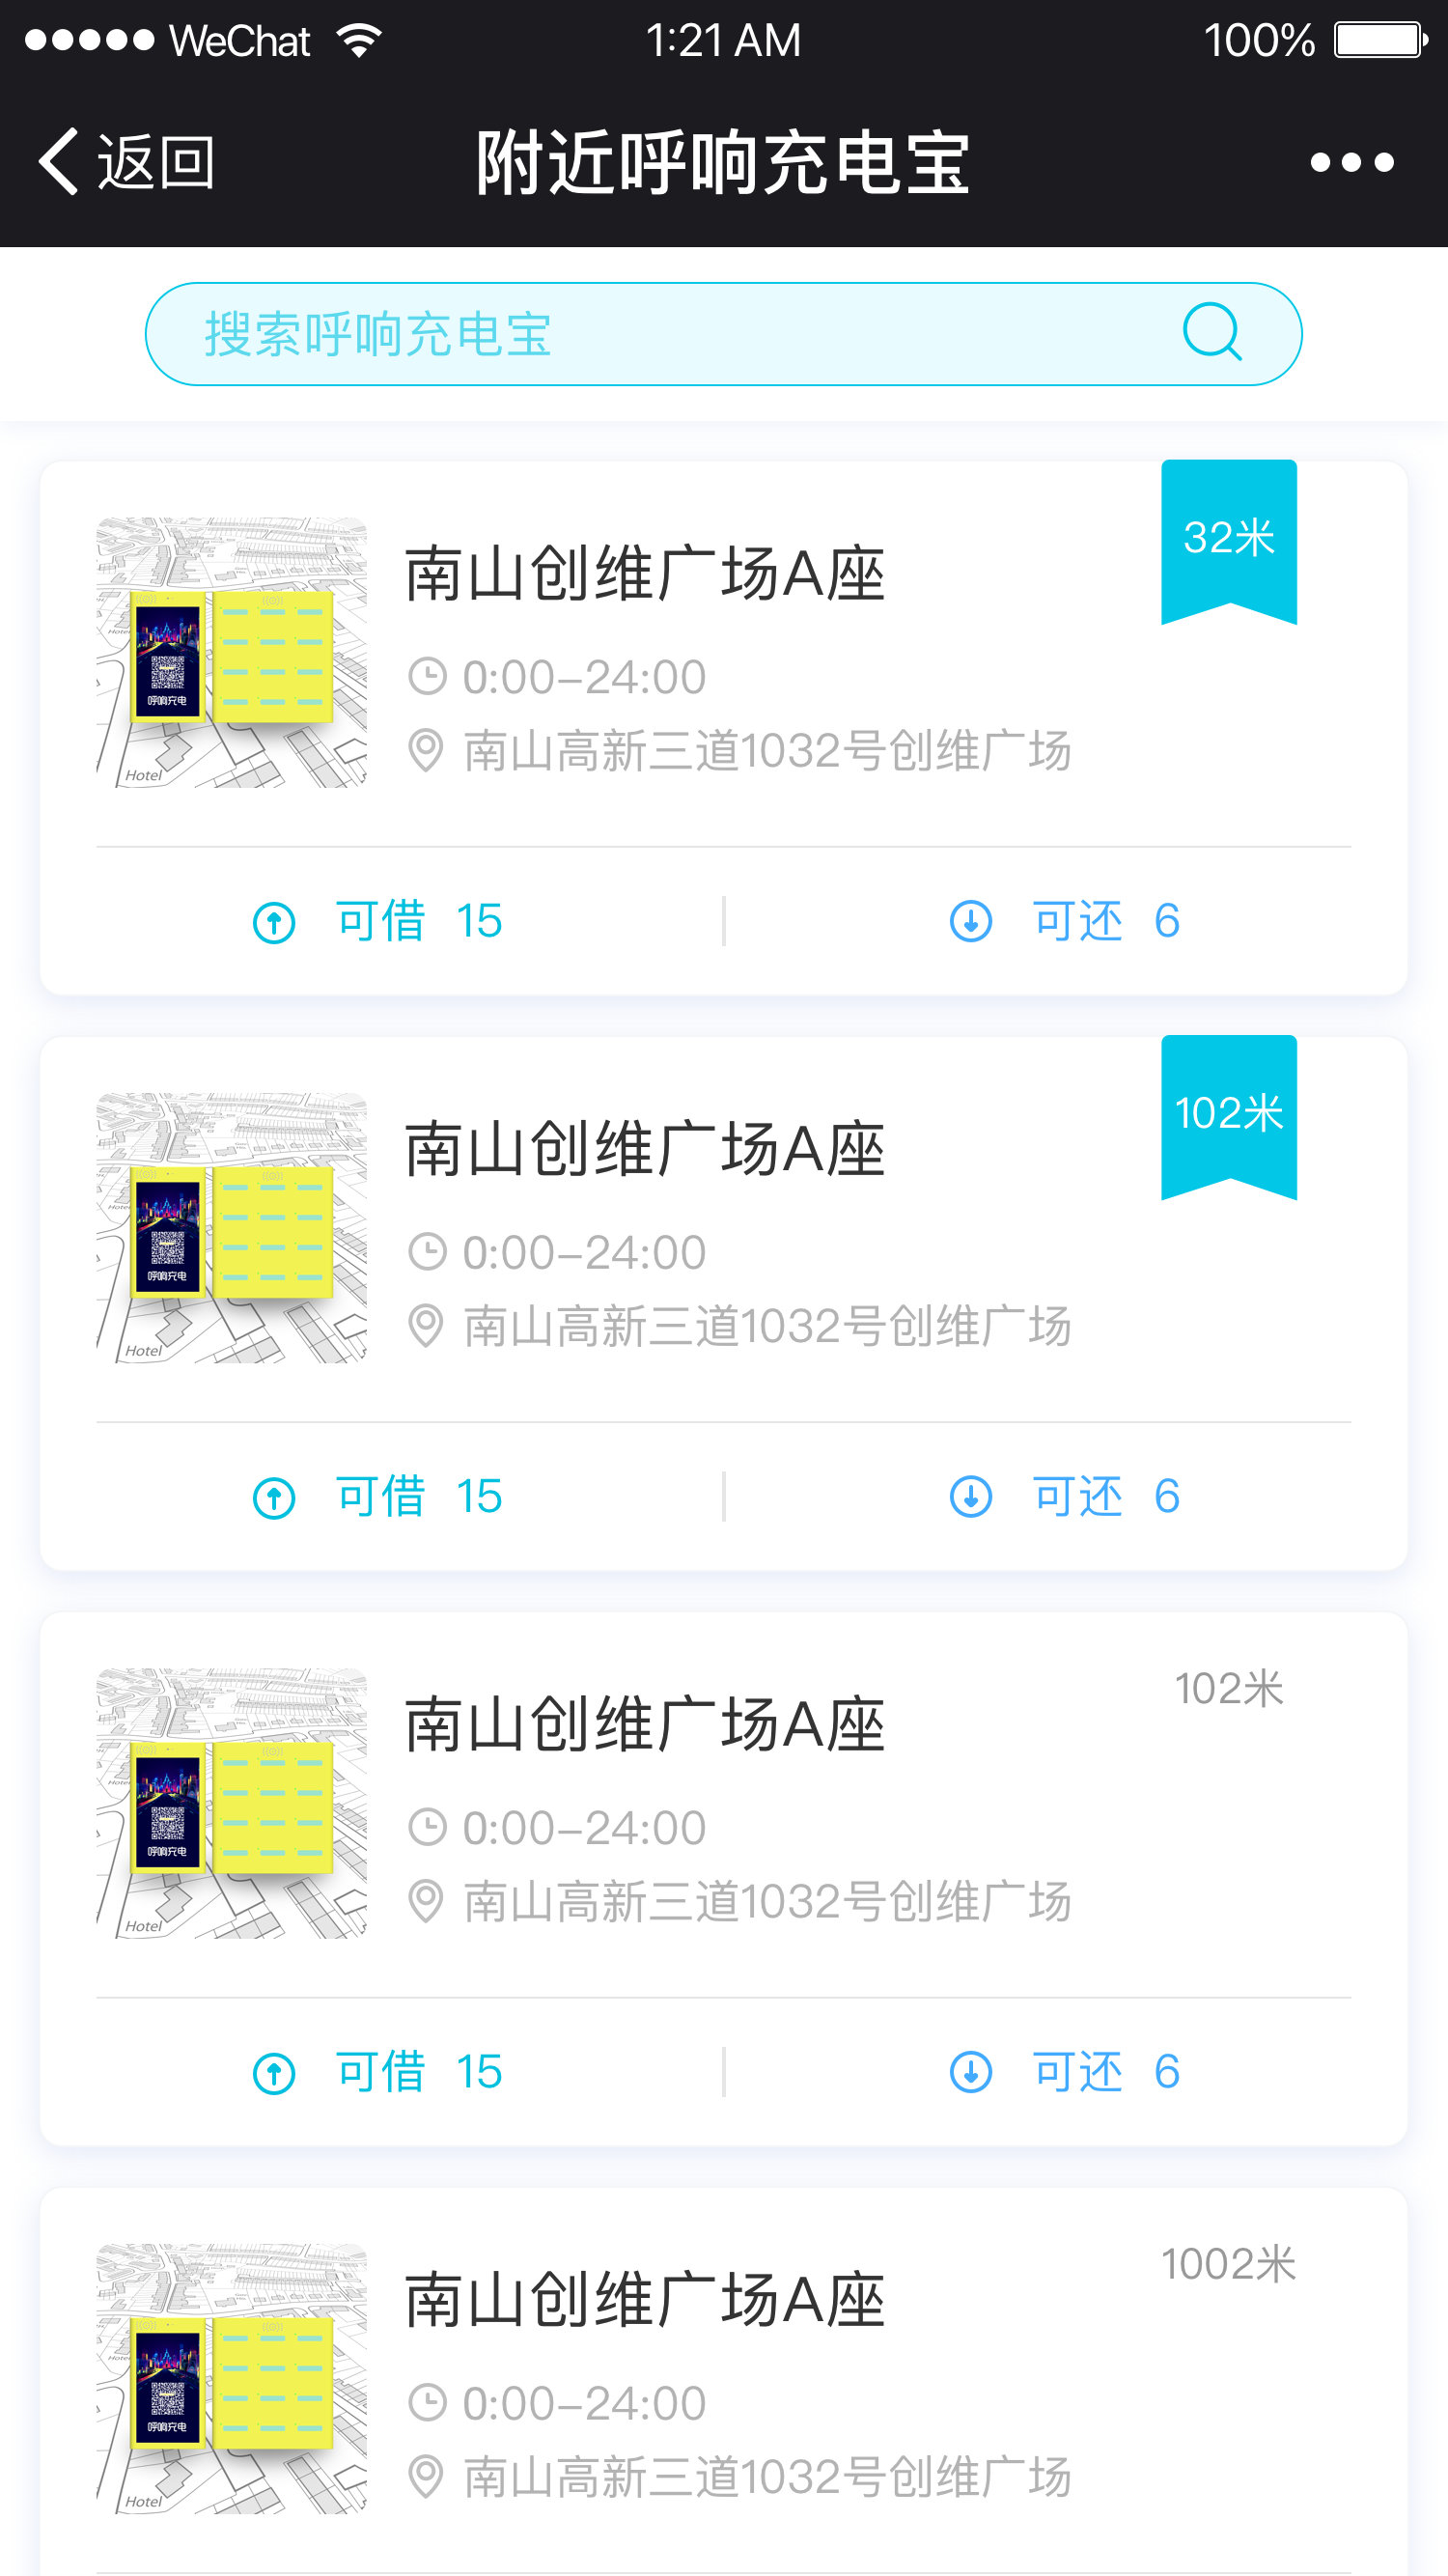 WeChat 1:21 AM 100%
返回 附近呼响充电宝
搜索呼响充电宝
32米
南山创维广场A座
0:00–24:00
南山高新三道1032号创维广场
Hotel
呼响充电
Hotel
可借 15 可还 6
102米
南山创维广场A座
0:00–24:00
南山高新三道1032号创维广场
Hotel
呼响充电
Hotel
可借 15 可还 6
102米
南山创维广场A座
0:00–24:00
南山高新三道1032号创维广场
Hotel
呼响充电
Hotel
可借 15 可还 6
1002米
南山创维广场A座
0:00–24:00
南山高新三道1032号创维广场
Hotel
呼响充电
Hotel